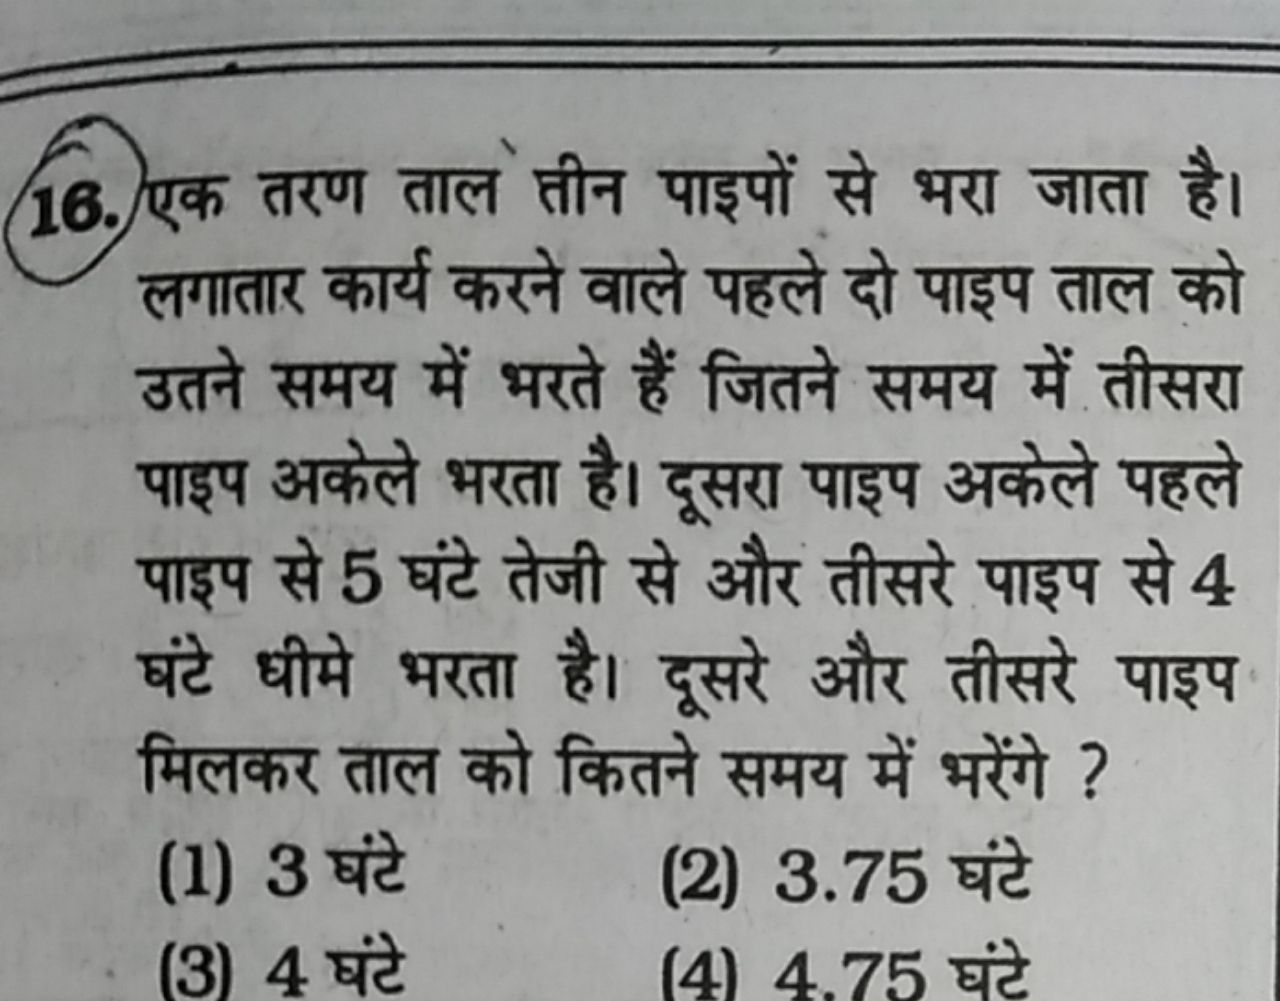 16. एक तरण ताल तीन पाइपों से भरा जाता है।
लगातार कार्य करने वाले पहले दो पाइप ताल को
उतने समय में भरते हैं जितने समय में तीसरा
पाइप अकेले भरता है। दूसरा पाइप अकेले पहले
पाइप से 5 घंटे तेजी से और तीसरे पाइप से 4
घंटे धीमे भरता है। दूसरे और तीसरे पाइप
मिलकर ताल को कितने समय में भरेंगे ?
(1) 3 घंटे (2) 3.75 घंटे
(3) 4 घंटे (4) 4.75 घंटे